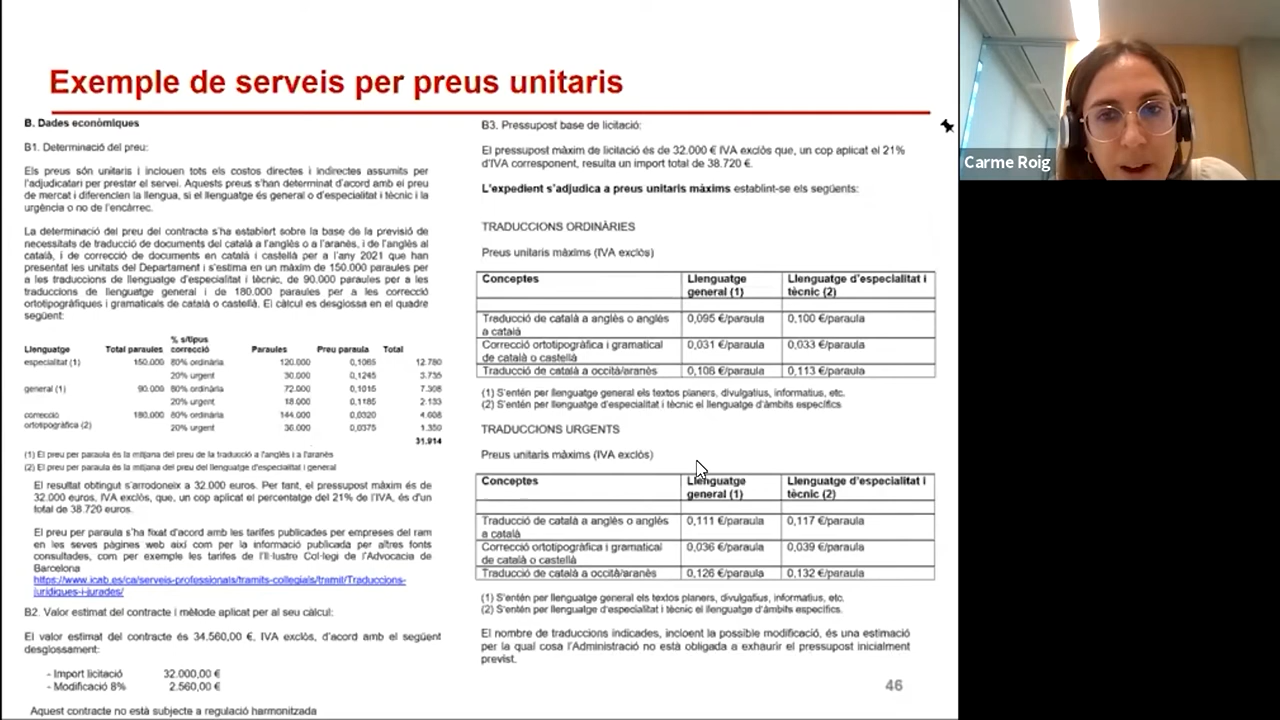 Exemple de serveis per preus unitaris
B. Dades econòmiques
B1. Determinació del preu:
Els preus són unitaris i inclouen tots els costos directes i indirectes assumits per
l'adjudicatari per prestar el servei. Aquests preus s'han determinat d'acord amb el preu
de mercat i diferencien la llengua, si el llenguatge és general o d'especialitat i tècnic i la
urgència o no de l'encàrrec.
La determinació del preu del contracte s'ha establert sobre la base de la previsió de
necessitats de traducció de documents del català a l'anglès o a l'aranès, i de l'anglès al
català, i de correcció de documents en català i castellà per a l'any 2021 que han
presentat les unitats del Departament i s'estima en un màxim de 150.000 paraules per
a les traduccions de llenguatge d'especialitat i tècnic, de 90.000 paraules per a les
traduccions de llenguatge general i de 180.000 paraules per a les correcció
ortotipogràfiques i gramaticals de català o castellà. El càlcul es desglossa en el quadre
següent:
% s/tipus
Llenguatge Total paraules correcció Paraules Preu paraula Total
especialitat (1) 150.000 80% ordinària 120.000 0,1065 12.780
20% urgent 30.000 0,1245 3.735
general (1) 90.000 80% ordinària 72.000 0,1015 7.308
20% urgent 18.000 0,1185 2.133
correcció 180.000 80% ordinària 144.000 0,0320 4.608
ortotipogràfica (2) 20% urgent 36.000 0,0375 1.350
31.914
(1) El preu per paraula és la mitjana del preu de la traducció a l'anglès i a l'aranès
(2) El preu per paraula és la mitjana del preu del llenguatge d'especialitat i general
El resultat obtingut s'arrodoneix a 32.000 euros. Per tant, el pressupost màxim és de
32.000 euros, IVA exclòs, que, un cop aplicat el percentatge del 21% de l'IVA, és d'un
total de 38.720 euros.
El preu per paraula s'ha fixat d'acord amb les tarifes publicades per empreses del ram
en les seves pàgines web així com per la informació publicada per altres fonts
consultades, com per exemple les tarifes de l'Il·lustre Col·legi de l'Advocacia de
Barcelona
https://www.icab.es/ca/serveis-professionals/tramits-collegials/tramit/Traduccions-
juridiques-i-jurades/
B2. Valor estimat del contracte i mètode aplicat per al seu càlcul:
El valor estimat del contracte és 34.560,00 €, IVA exclòs, d'acord amb el següent
desglossament:
- Import licitació 32.000,00 €
- Modificació 8% 2.560,00 €
Aquest contracte no està subjecte a regulació harmonitzada
B3. Pressupost base de licitació:
El pressupost màxim de licitació és de 32.000 € IVA exclòs que, un cop aplicat el 21%
d'IVA corresponent, resulta un import total de 38.720 €.
L'expedient s'adjudica a preus unitaris màxims establint-se els següents:
TRADUCCIONS ORDINÀRIES
Preus unitaris màxims (IVA exclòs)
Conceptes Llenguatge Llenguatge d'especialitat i
general (1) tècnic (2)
Traducció de català a anglès o anglès 0,095 €/paraula 0,100 €/paraula
a català
Correcció ortotipogràfica i gramatical 0,031 €/paraula 0,033 €/paraula
de català o castellà
Traducció de català a occità/aranès 0,108 €/paraula 0,113 €/paraula
(1) S'entén per llenguatge general els textos planers, divulgatius, informatius, etc.
(2) S'entén per llenguatge d'especialitat i tècnic el llenguatge d'àmbits específics
TRADUCCIONS URGENTS
Preus unitaris màxims (IVA exclòs)
Conceptes Llenguatge Llenguatge d'especialitat i
general (1) tècnic (2)
Traducció de català a anglès o anglès 0,111 €/paraula 0,117 €/paraula
a català
Correcció ortotipogràfica i gramatical 0,036 €/paraula 0,039 €/paraula
de català o castellà
Traducció de català a occità/aranès 0,126 €/paraula 0,132 €/paraula
(1) S'entén per llenguatge general els textos planers, divulgatius, informatius, etc.
(2) S'entén per llenguatge d'especialitat i tècnic el llenguatge d'àmbits específics.
El nombre de traduccions indicades, incloent la possible modificació, és una estimació
per la qual cosa l'Administració no està obligada a exhaurir el pressupost inicialment
previst.
46
Carme Roig